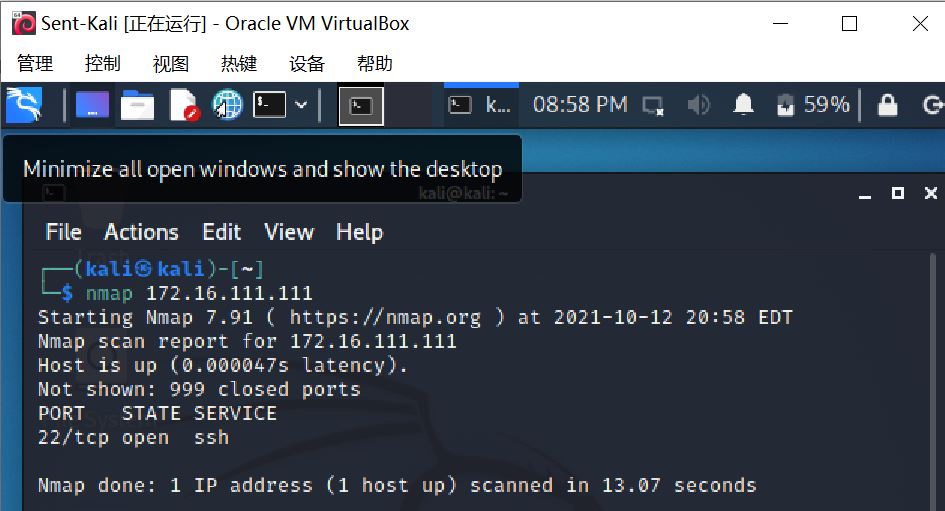 Sent-Kali [正在运行] - Oracle VM VirtualBox
管理 控制 视图 热键 设备 帮助
k... 08:58 PM 59%
Minimize all open windows and show the desktop
kali@kali: ~
File Actions Edit View Help
┌──(kali㉿kali)-[~]
└─$ nmap 172.16.111.111
Starting Nmap 7.91 ( https://nmap.org ) at 2021-10-12 20:58 EDT
Nmap scan report for 172.16.111.111
Host is up (0.000047s latency).
Not shown: 999 closed ports
PORT   STATE SERVICE
22/tcp open  ssh
Nmap done: 1 IP address (1 host up) scanned in 13.07 seconds